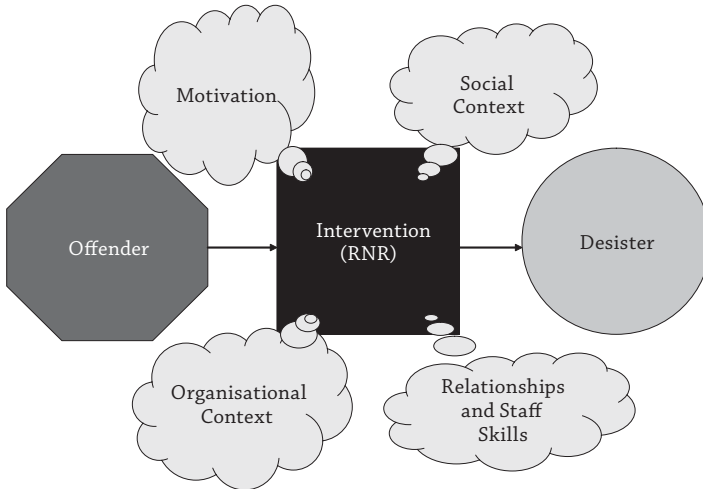 Motivation
Social
Context
Offender
Intervention
(RNR)
Desister
Organisational
Context
Relationships
and Staff
Skills